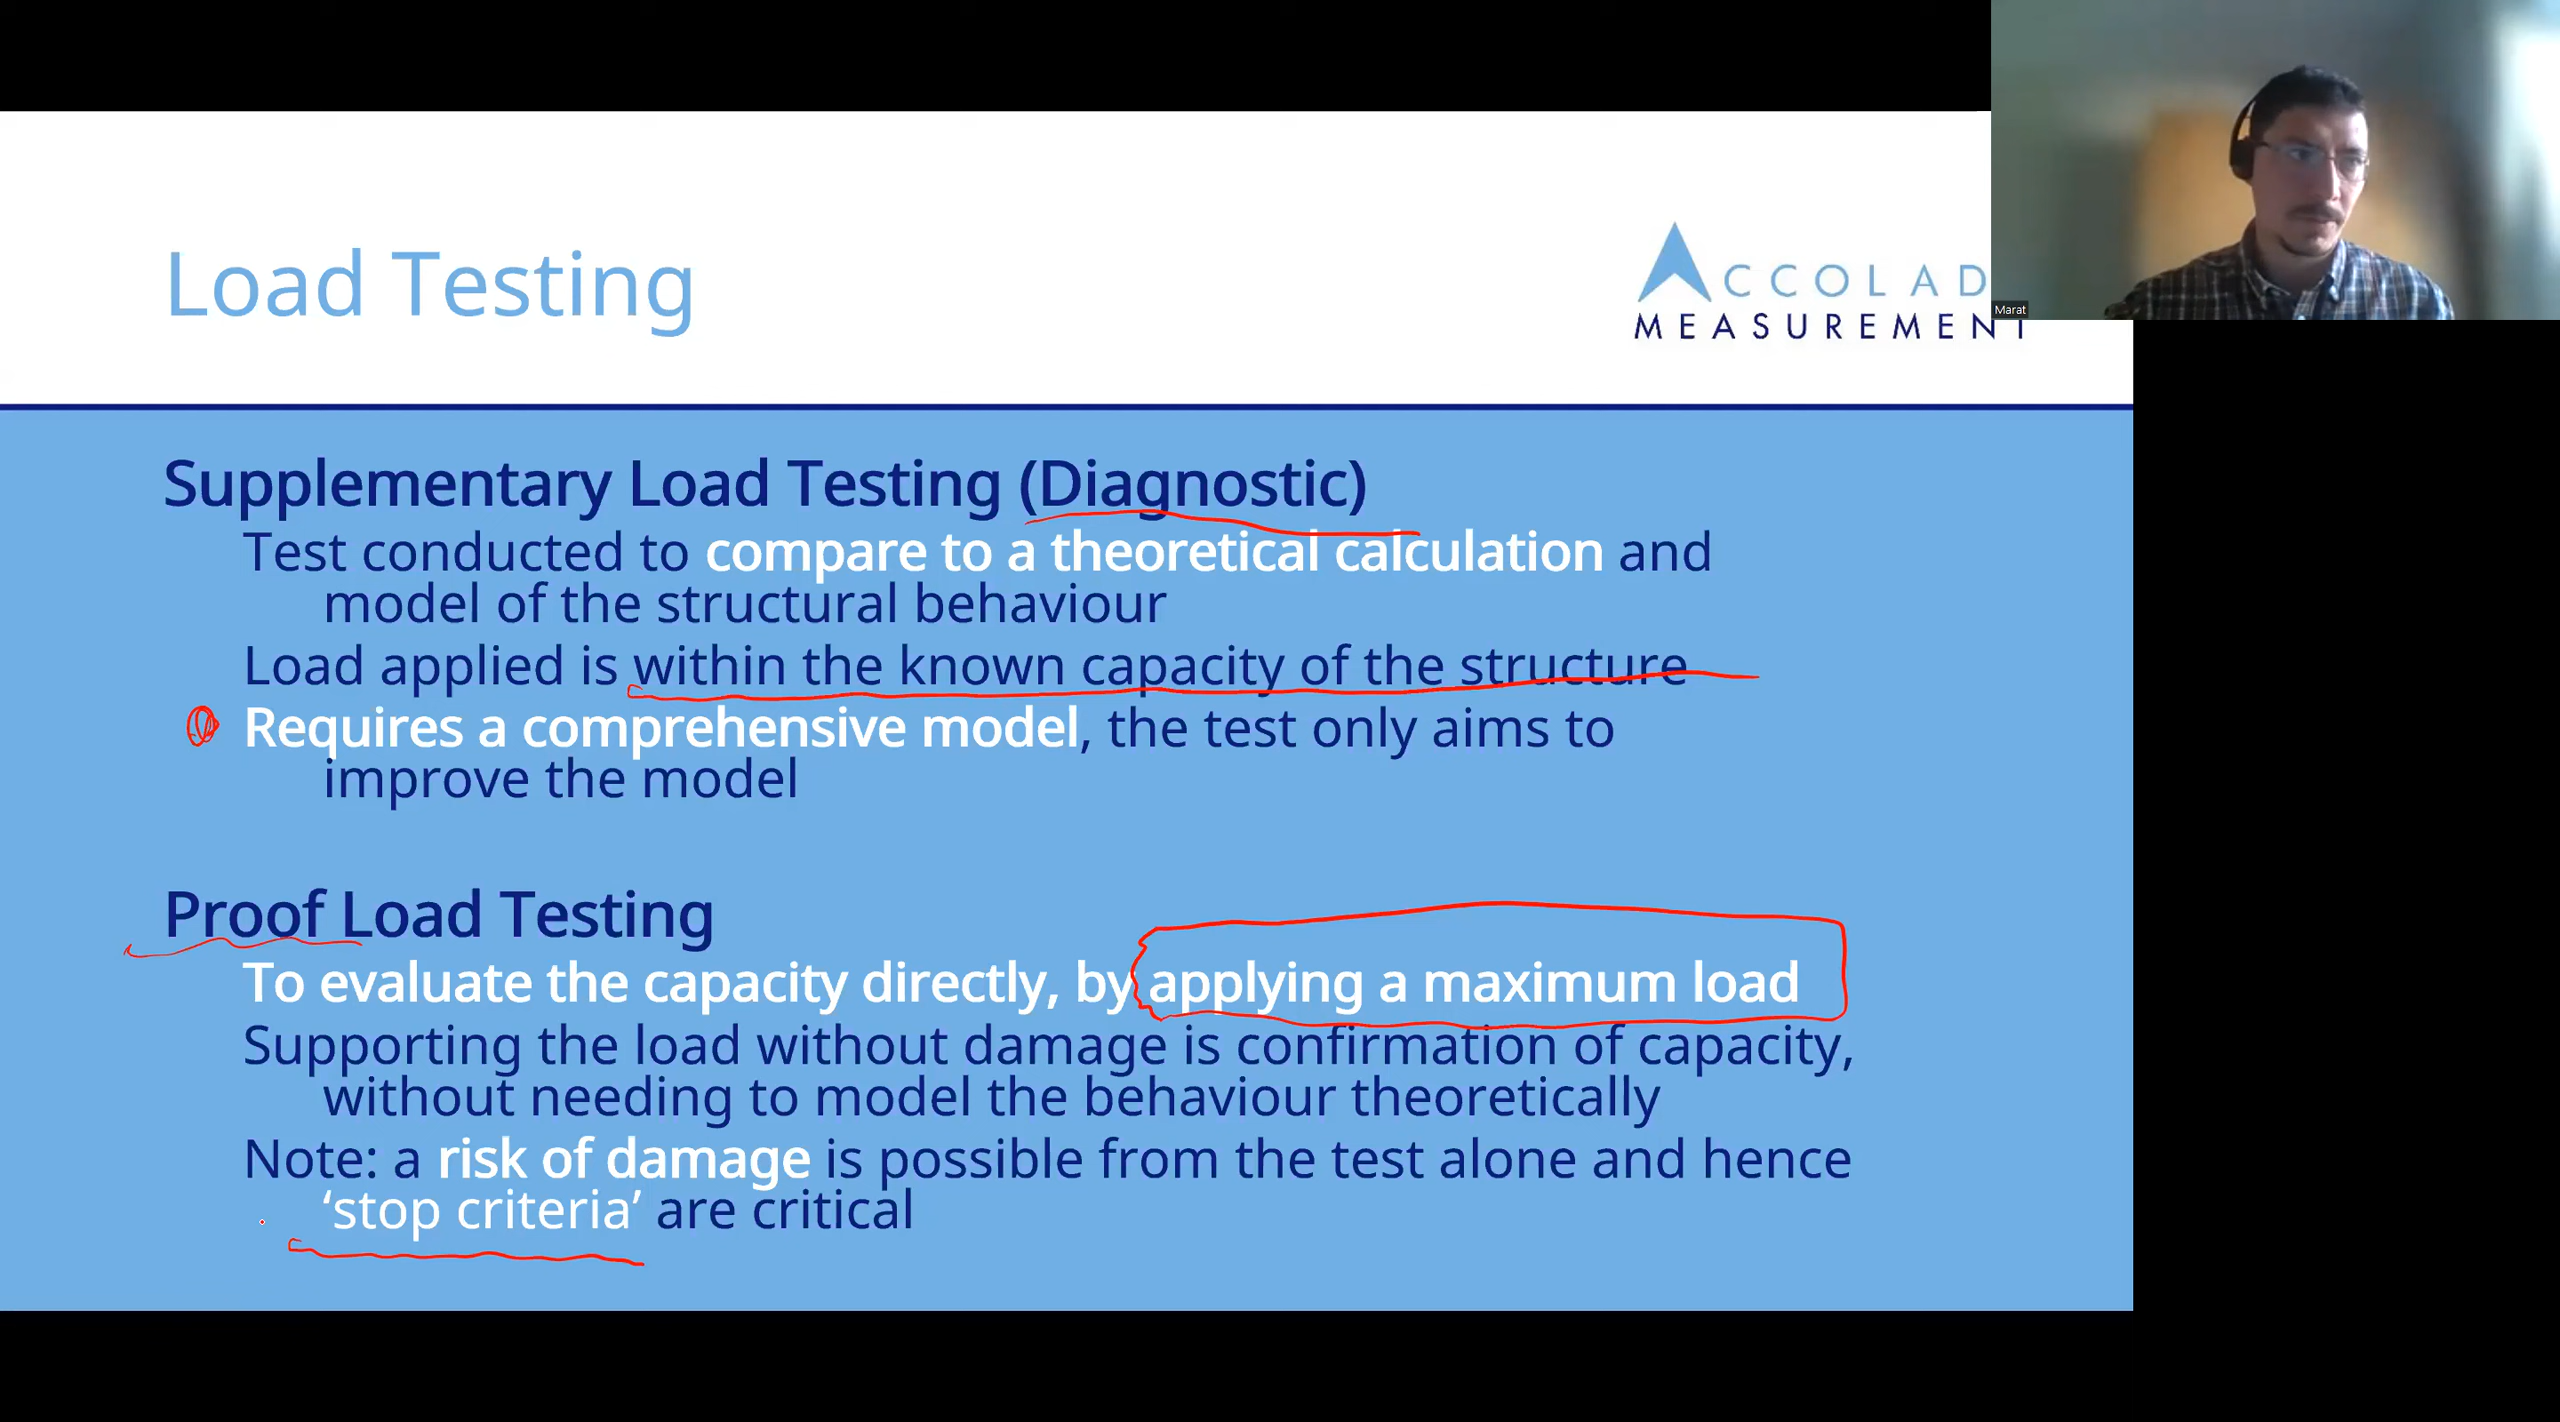 Load Testing
ACCOLAD
MEASUREMENT
Marat
Supplementary Load Testing (Diagnostic)
Test conducted to compare to a theoretical calculation and
model of the structural behaviour
Load applied is within the known capacity of the structure
Requires a comprehensive model, the test only aims to
improve the model
Proof Load Testing
To evaluate the capacity directly, by applying a maximum load
Supporting the load without damage is confirmation of capacity,
without needing to model the behaviour theoretically
Note: a risk of damage is possible from the test alone and hence
‘stop criteria’ are critical